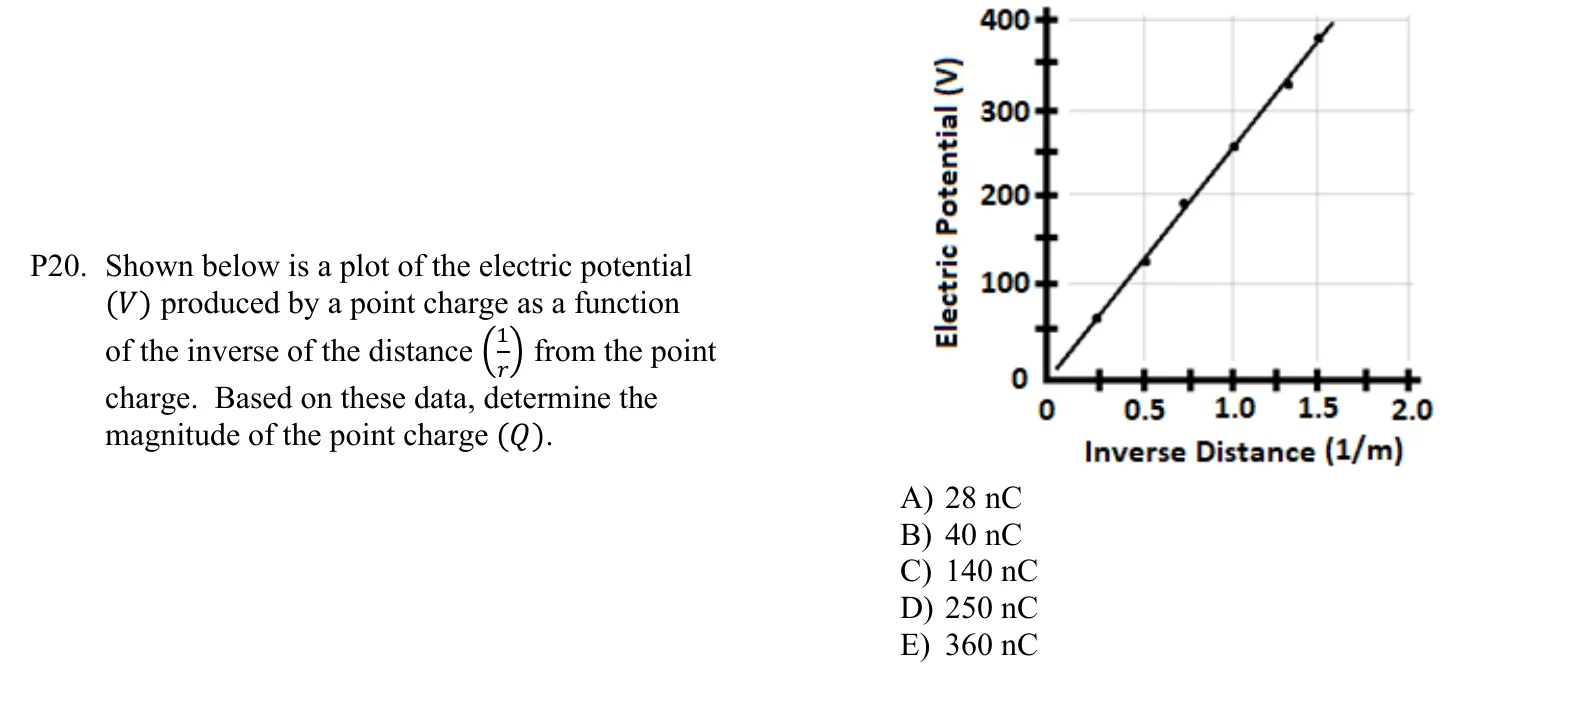 P20. Shown below is a plot of the electric potential
(V) produced by a point charge as a function
of the inverse of the distance (1/r) from the point
charge. Based on these data, determine the
magnitude of the point charge (Q).
Electric Potential (V)
400
300
200
100
0
0 0.5 1.0 1.5 2.0
Inverse Distance (1/m)
A) 28 nC
B) 40 nC
C) 140 nC
D) 250 nC
E) 360 nC